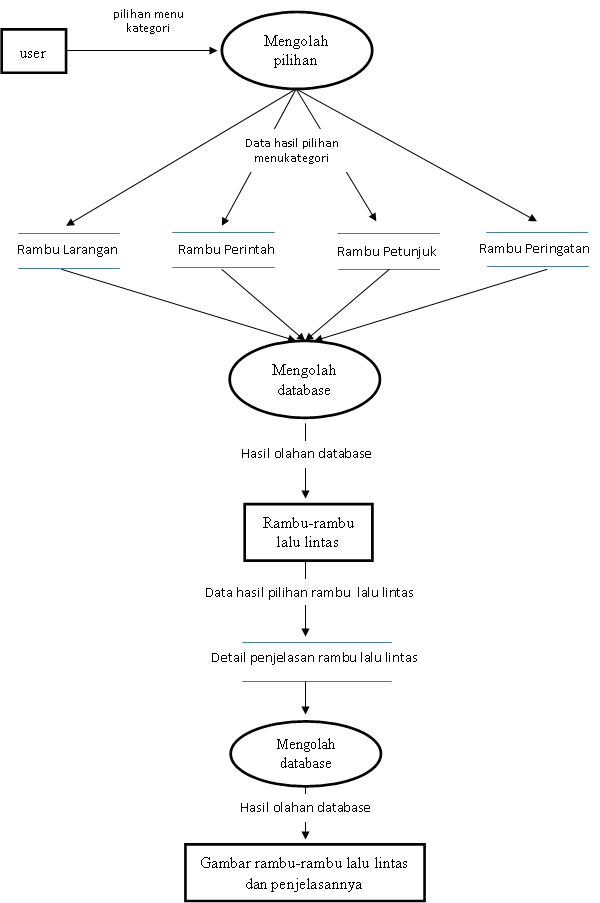 pilihan menu
kategori
user
Mengolah
pilihan
Data hasil pilihan
menukategori
Rambu Larangan
Rambu Perintah
Rambu Petunjuk
Rambu Peringatan
Mengolah
database
Hasil olahan database
Rambu-rambu
lalu lintas
Data hasil pilihan rambu lalu lintas
Detail penjelasan rambu lalu lintas
Mengolah
database
Hasil olahan database
Gambar rambu-rambu lalu lintas
dan penjelasannya